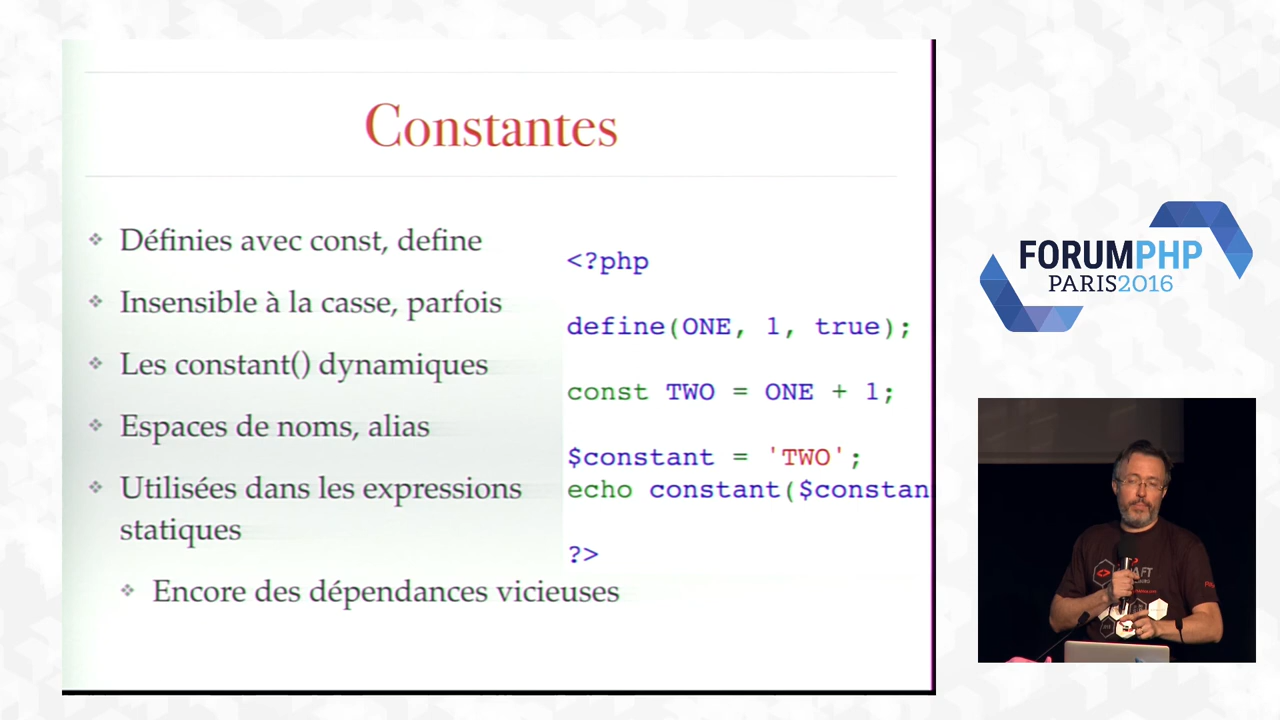 Constantes
Définies avec const, define
Insensible à la casse, parfois
Les constant() dynamiques
Espaces de noms, alias
Utilisées dans les expressions
statiques
Encore des dépendances vicieuses
<?php
define(ONE, 1, true);
const TWO = ONE + 1;
$constant = 'TWO';
echo constant($constan
?>
FORUMPHP
PARIS2016